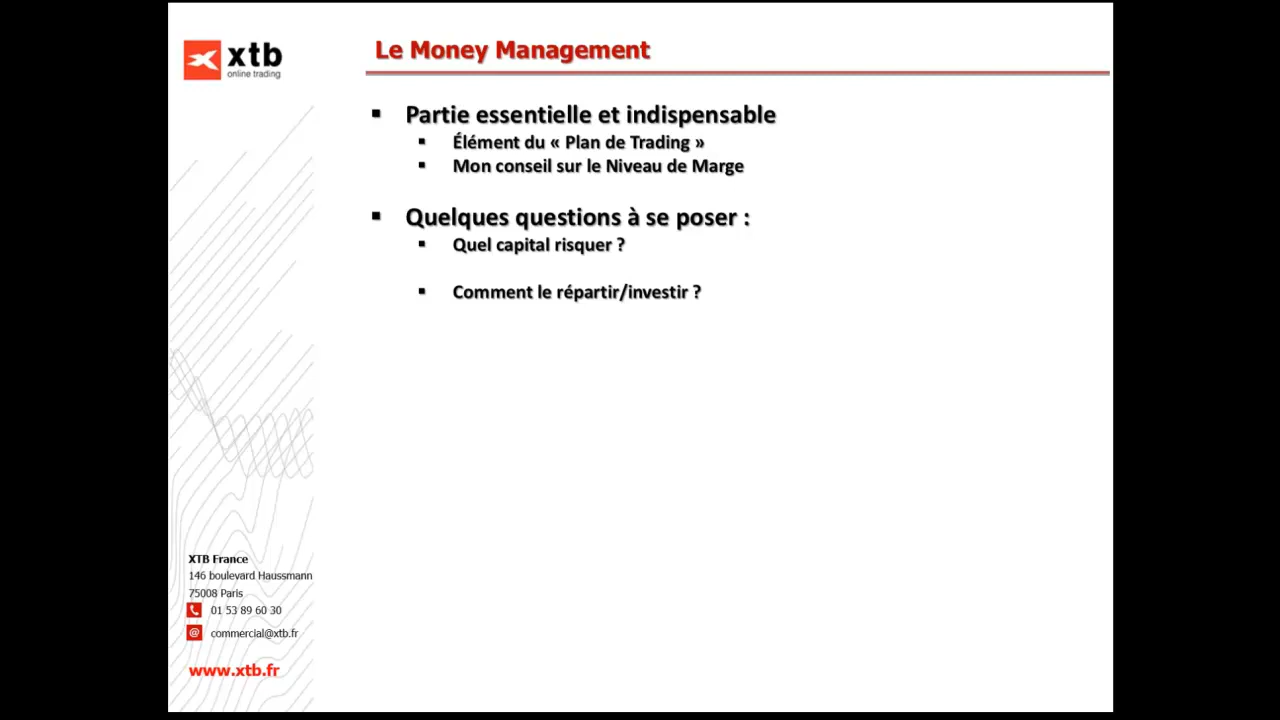 xtb
online trading
Le Money Management
Partie essentielle et indispensable
Élément du « Plan de Trading »
Mon conseil sur le Niveau de Marge
Quelques questions à se poser :
Quel capital risquer ?
Comment le répartir/investir ?
XTB France
146 boulevard Haussmann
75008 Paris
01 53 89 60 30
@ commercial@xtb.fr
www.xtb.fr